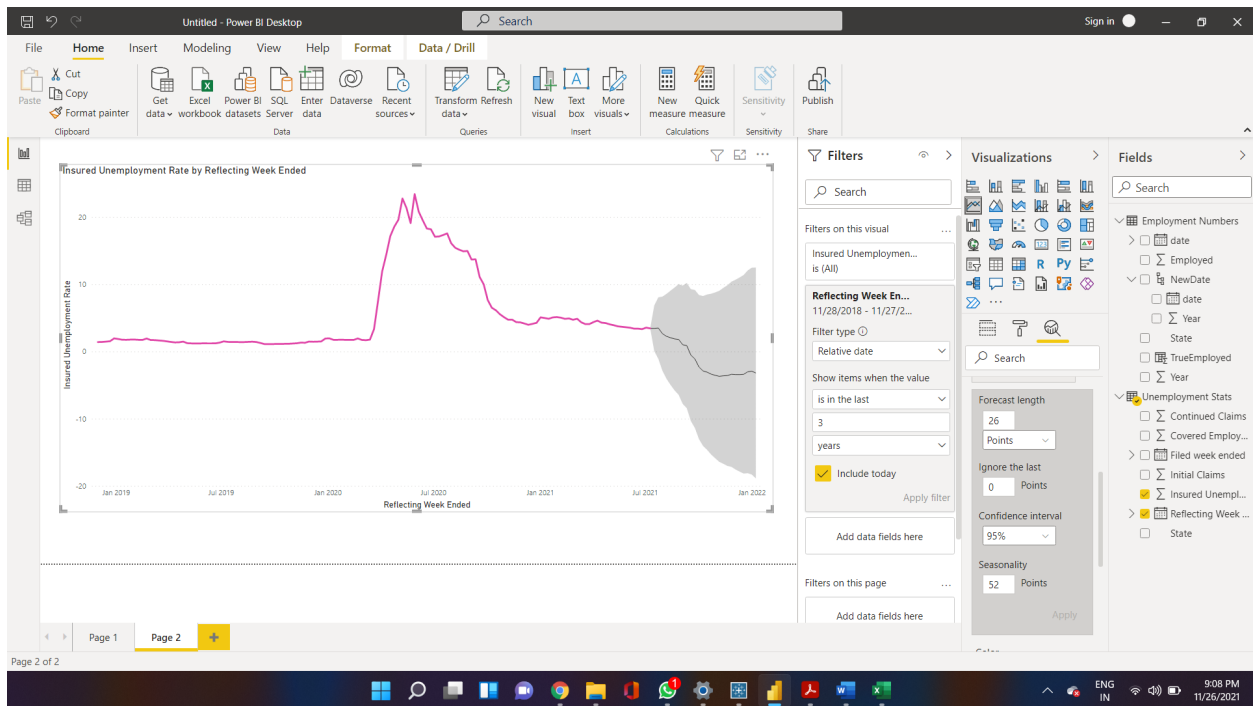 Untitled - Power BI Desktop
Search
Sign in
File Home Insert Modeling View Help Format Data / Drill
Paste
Cut
Copy
Format painter
Get data
Excel workbook
Power BI datasets
SQL Server
Enter data
Dataverse
Recent sources
Transform data
Refresh
New visual
Text box
More visuals
New measure
Quick measure
Sensitivity
Publish
Clipboard
Data
Queries
Insert
Calculations
Sensitivity
Share
Insured Unemployment Rate by Reflecting Week Ended
Insured Unemployment Rate
20
10
0
-10
-20
Jan 2019 Jul 2019 Jan 2020 Jul 2020 Jan 2021 Jul 2021 Jan 2022
Reflecting Week Ended
Filters
Search
Filters on this visual ...
Insured Unemploymen...
is (All)
Reflecting Week En...
11/28/2018 - 11/27/2...
Filter type
Relative date
Show items when the value
is in the last
3
years
Include today
Apply filter
Add data fields here
Filters on this page ...
Add data fields here
Visualizations
123
R Py
...
Search
Forecast length
26
Points
Ignore the last
0 Points
Confidence interval
95%
Seasonality
52 Points
Apply
Fields
Search
Employment Numbers
date
Employed
NewDate
date
Year
State
TrueEmployed
Year
Unemployment Stats
Continued Claims
Covered Employ...
Filed week ended
Initial Claims
Insured Unempl...
Reflecting Week ...
State
Page 1 Page 2 +
Page 2 of 2
1
ENG
IN
9:08 PM
11/26/2021